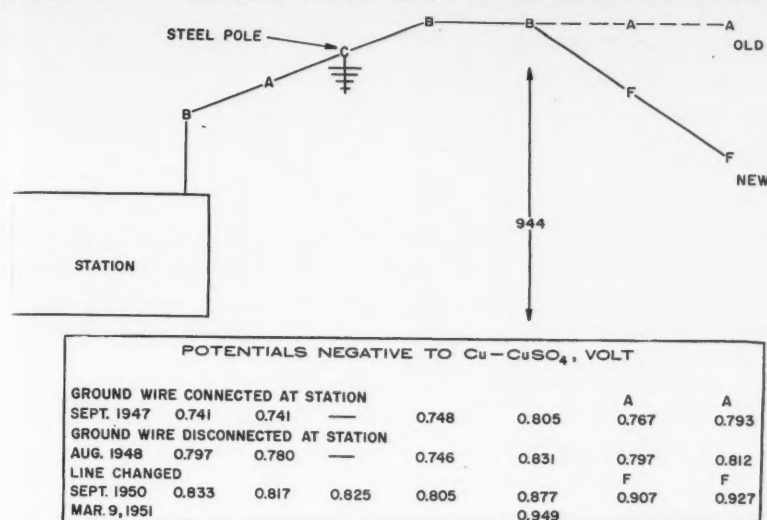 B B A A
STEEL POLE C OLD
B A F
F
NEW
944
STATION
POTENTIALS NEGATIVE TO Cu–CuSO₄, VOLT
GROUND WIRE CONNECTED AT STATION A A
SEPT. 1947 0.741 0.741 — 0.748 0.805 0.767 0.793
GROUND WIRE DISCONNECTED AT STATION
AUG. 1948 0.797 0.780 — 0.746 0.831 0.797 0.812
LINE CHANGED F F
SEPT. 1950 0.833 0.817 0.825 0.805 0.877 0.907 0.927
MAR. 9, 1951 0.949